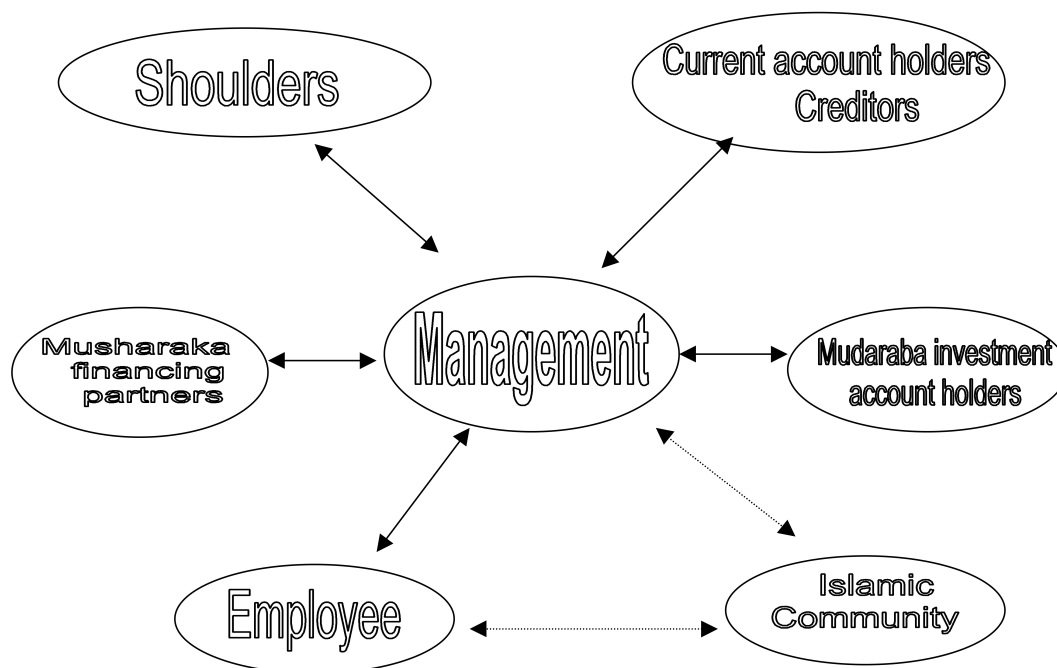 Shoulders
Current account holders
Creditors
Management
Musharaka
financing
partners
Mudaraba investment
account holders
Employee
Islamic
Community